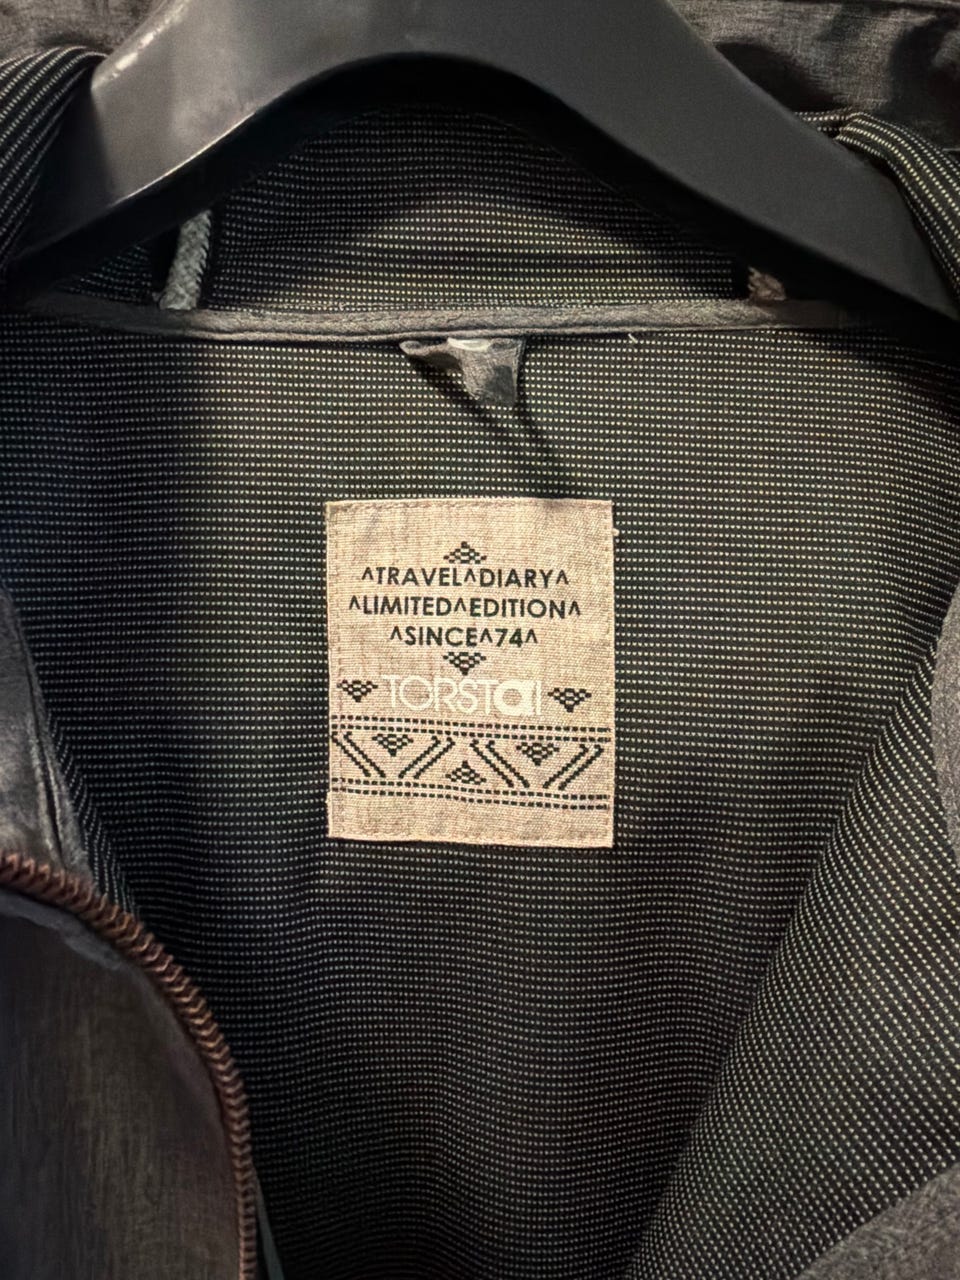 ^TRAVEL^DIARY^
^LIMITED^EDITION^
^SINCE^74^
TORSTai